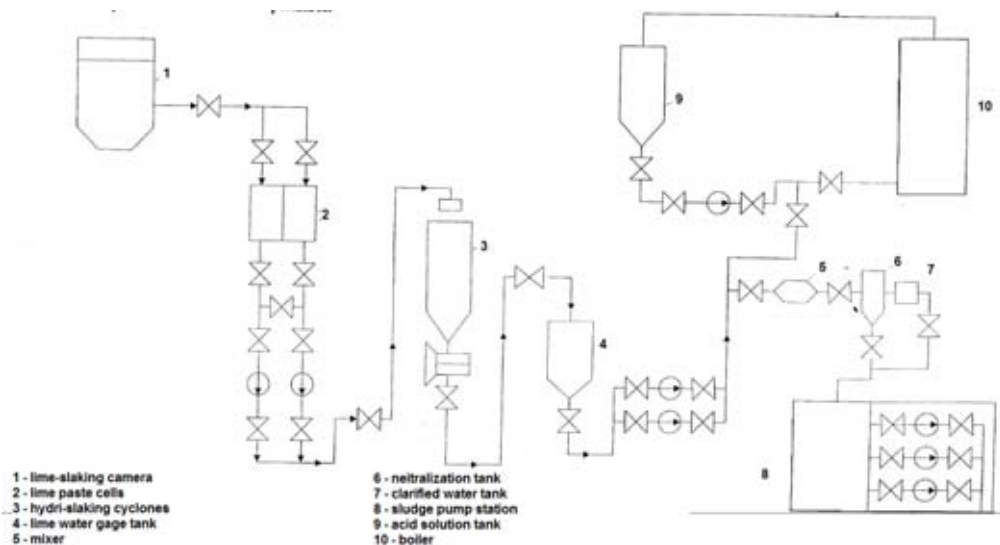 1
2
3
4
5
6
7
8
9
10
1 - lime-slaking camera
2 - lime paste cells
3 - hydri-slaking cyclones
4 - lime water gage tank
5 - mixer
6 - neitralization tank
7 - clarified water tank
8 - sludge pump station
9 - acid solution tank
10 - boiler